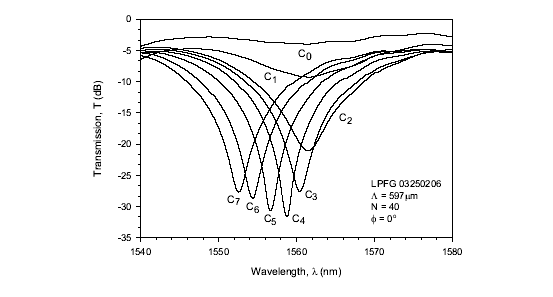 0
-5
-10
-15
-20
-25
-30
-35
Transmission, T (dB)
C0
C1
C2
C3
C4
C5
C6
C7
LPFG 03250206
Λ = 597μm
N = 40
ϕ = 0°
1540 1550 1560 1570 1580
Wavelength, λ (nm)